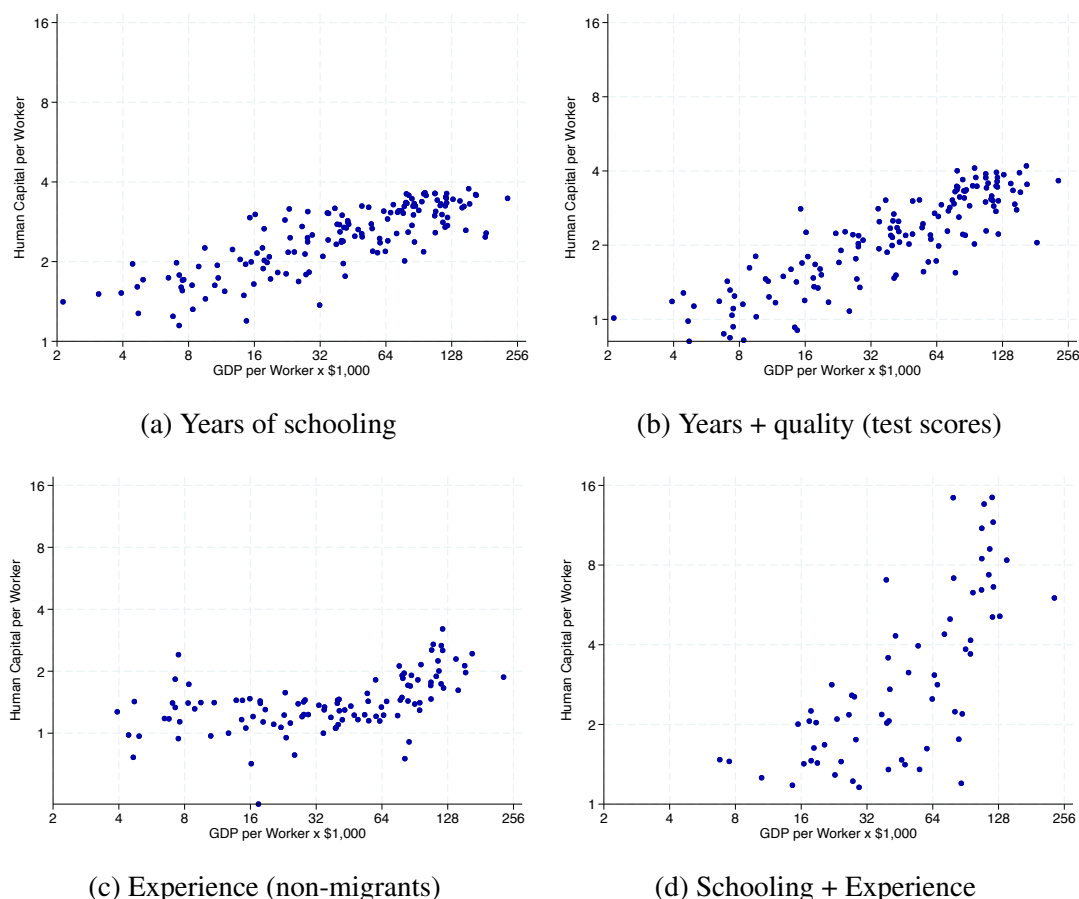 16
8
4
2
1
Human Capital per Worker
2 4 8 16 32 64 128 256
GDP per Worker x $1,000
(a) Years of schooling
16
8
4
2
1
Human Capital per Worker
2 4 8 16 32 64 128 256
GDP per Worker x $1,000
(b) Years + quality (test scores)
16
8
4
2
1
Human Capital per Worker
2 4 8 16 32 64 128 256
GDP per Worker x $1,000
(c) Experience (non-migrants)
16
8
4
2
1
Human Capital per Worker
2 4 8 16 32 64 128 256
GDP per Worker x $1,000
(d) Schooling + Experience